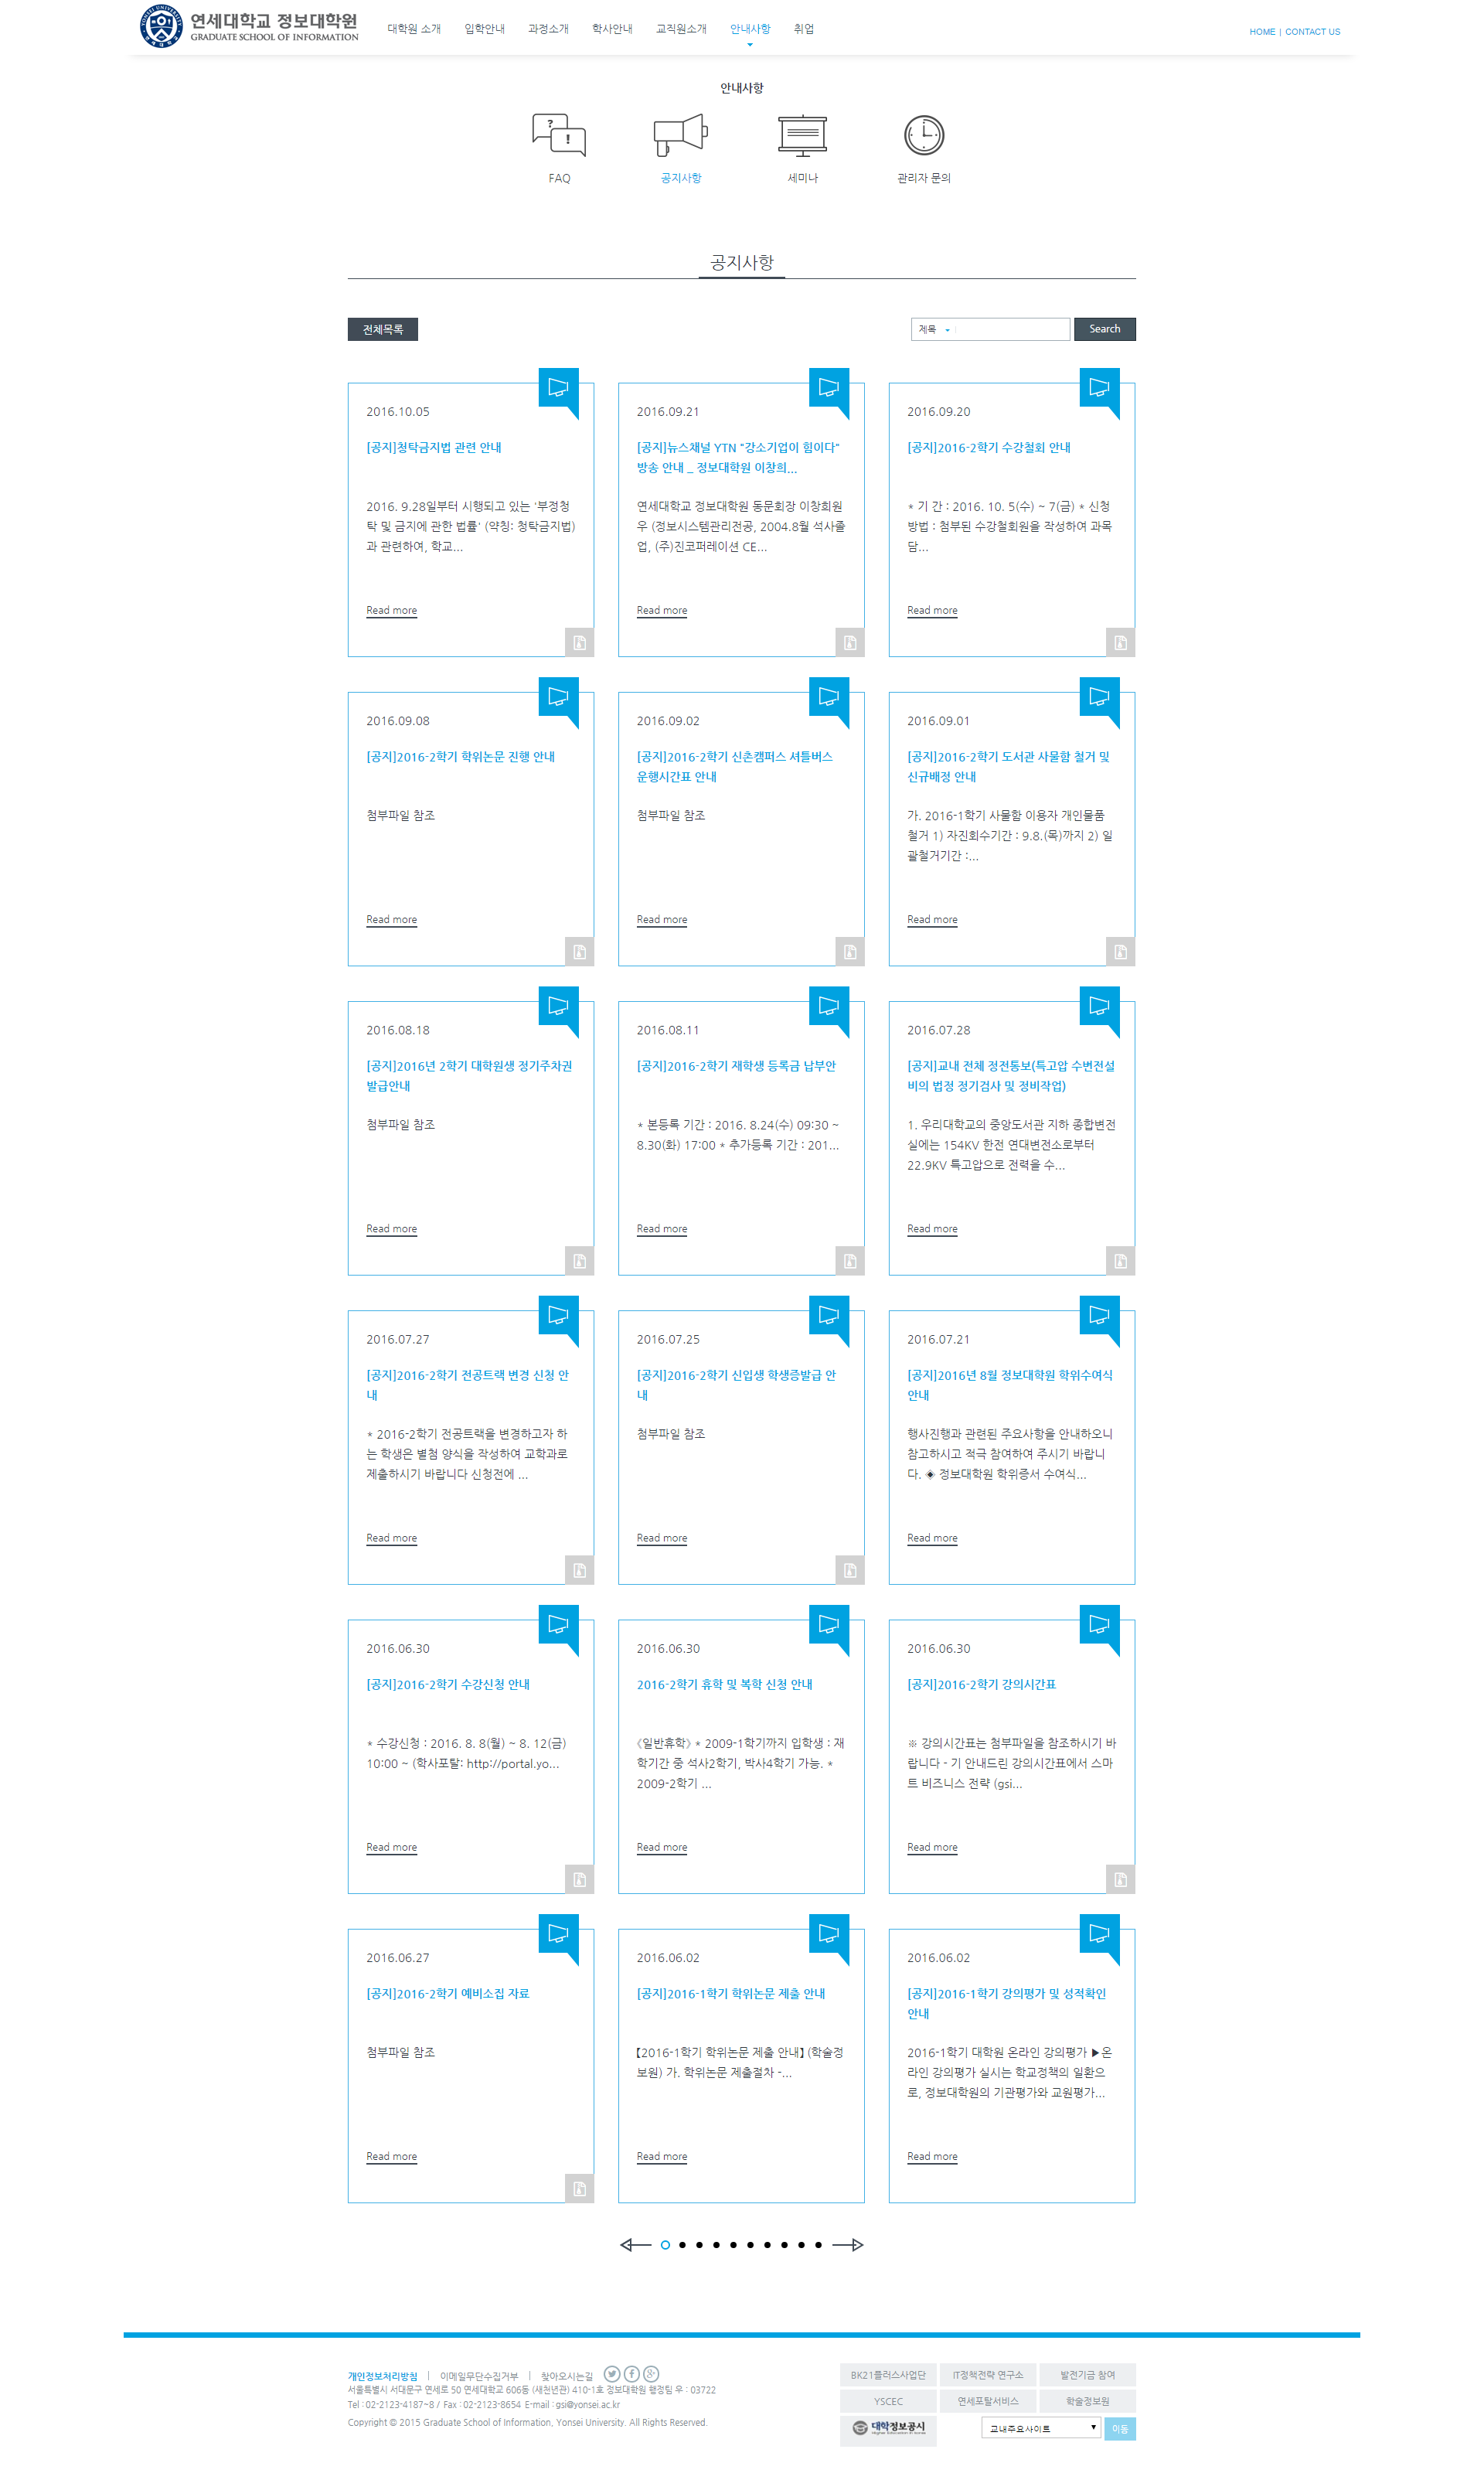 연세대학교 정보대학원
GRADUATE SCHOOL OF INFORMATION
대학원 소개 입학안내 과정소개 학사안내 교직원소개 안내사항 취업
HOME | CONTACT US
안내사항
FAQ 공지사항 세미나 관리자 문의
공지사항
전체목록
제목
Search
2016.10.05
[공지]청탁금지법 관련 안내
2016. 9.28일부터 시행되고 있는 '부정청
탁 및 금지에 관한 법률' (약칭: 청탁금지법)
과 관련하여, 학교...
Read more
2016.09.21
[공지]뉴스채널 YTN "강소기업이 힘이다"
방송 안내 _ 정보대학원 이창희...
연세대학교 정보대학원 동문회장 이창희원
우 (정보시스템관리전공, 2004.8월 석사졸
업, (주)진코퍼레이션 CE...
Read more
2016.09.20
[공지]2016-2학기 수강철회 안내
* 기 간 : 2016. 10. 5(수) ~ 7(금) * 신청
방법 : 첨부된 수강철회원을 작성하여 과목
담...
Read more
2016.09.08
[공지]2016-2학기 학위논문 진행 안내
첨부파일 참조
Read more
2016.09.02
[공지]2016-2학기 신촌캠퍼스 셔틀버스
운행시간표 안내
첨부파일 참조
Read more
2016.09.01
[공지]2016-2학기 도서관 사물함 철거 및
신규배정 안내
가. 2016-1학기 사물함 이용자 개인물품
철거 1) 자진회수기간 : 9.8.(목)까지 2) 일
괄철거기간 :...
Read more
2016.08.18
[공지]2016년 2학기 대학원생 정기주차권
발급안내
첨부파일 참조
Read more
2016.08.11
[공지]2016-2학기 재학생 등록금 납부안
* 본등록 기간 : 2016. 8.24(수) 09:30 ~
8.30(화) 17:00 * 추가등록 기간 : 201...
Read more
2016.07.28
[공지]교내 전체 정전통보(특고압 수변전설
비의 법정 정기검사 및 정비작업)
1. 우리대학교의 중앙도서관 지하 종합변전
실에는 154KV 한전 연대변전소로부터
22.9KV 특고압으로 전력을 수...
Read more
2016.07.27
[공지]2016-2학기 전공트랙 변경 신청 안
내
* 2016-2학기 전공트랙을 변경하고자 하
는 학생은 별첨 양식을 작성하여 교학과로
제출하시기 바랍니다 신청전에 ...
Read more
2016.07.25
[공지]2016-2학기 신입생 학생증발급 안
내
첨부파일 참조
Read more
2016.07.21
[공지]2016년 8월 정보대학원 학위수여식
안내
행사진행과 관련된 주요사항을 안내하오니
참고하시고 적극 참여하여 주시기 바랍니
다. ◈ 정보대학원 학위증서 수여식...
Read more
2016.06.30
[공지]2016-2학기 수강신청 안내
* 수강신청 : 2016. 8. 8(월) ~ 8. 12(금)
10:00 ~ (학사포탈: http://portal.yo...
Read more
2016.06.30
2016-2학기 휴학 및 복학 신청 안내
《일반휴학》 * 2009-1학기까지 입학생 : 재
학기간 중 석사2학기, 박사4학기 가능. *
2009-2학기 ...
Read more
2016.06.30
[공지]2016-2학기 강의시간표
※ 강의시간표는 첨부파일을 참조하시기 바
랍니다 - 기 안내드린 강의시간표에서 스마
트 비즈니스 전략 (gsi...
Read more
2016.06.27
[공지]2016-2학기 예비소집 자료
첨부파일 참조
Read more
2016.06.02
[공지]2016-1학기 학위논문 제출 안내
【2016-1학기 학위논문 제출 안내】 (학술정
보원) 가. 학위논문 제출절차 -...
Read more
2016.06.02
[공지]2016-1학기 강의평가 및 성적확인
안내
2016-1학기 대학원 온라인 강의평가 ▶온
라인 강의평가 실시는 학교정책의 일환으
로, 정보대학원의 기관평가와 교원평가...
Read more
개인정보처리방침 | 이메일무단수집거부 | 찾아오시는길
서울특별시 서대문구 연세로 50 연세대학교 606동 (새천년관) 410-1호 정보대학원 행정팀 우 : 03722
Tel : 02-2123-4187~8 / Fax : 02-2123-8654 E-mail : gsi@yonsei.ac.kr
Copyright © 2015 Graduate School of Information, Yonsei University. All Rights Reserved.
BK21플러스사업단 IT정책전략 연구소 발전기금 참여
YSCEC 연세포탈서비스 학술정보원
대학정보공시
교내주요사이트 ▼ 이동